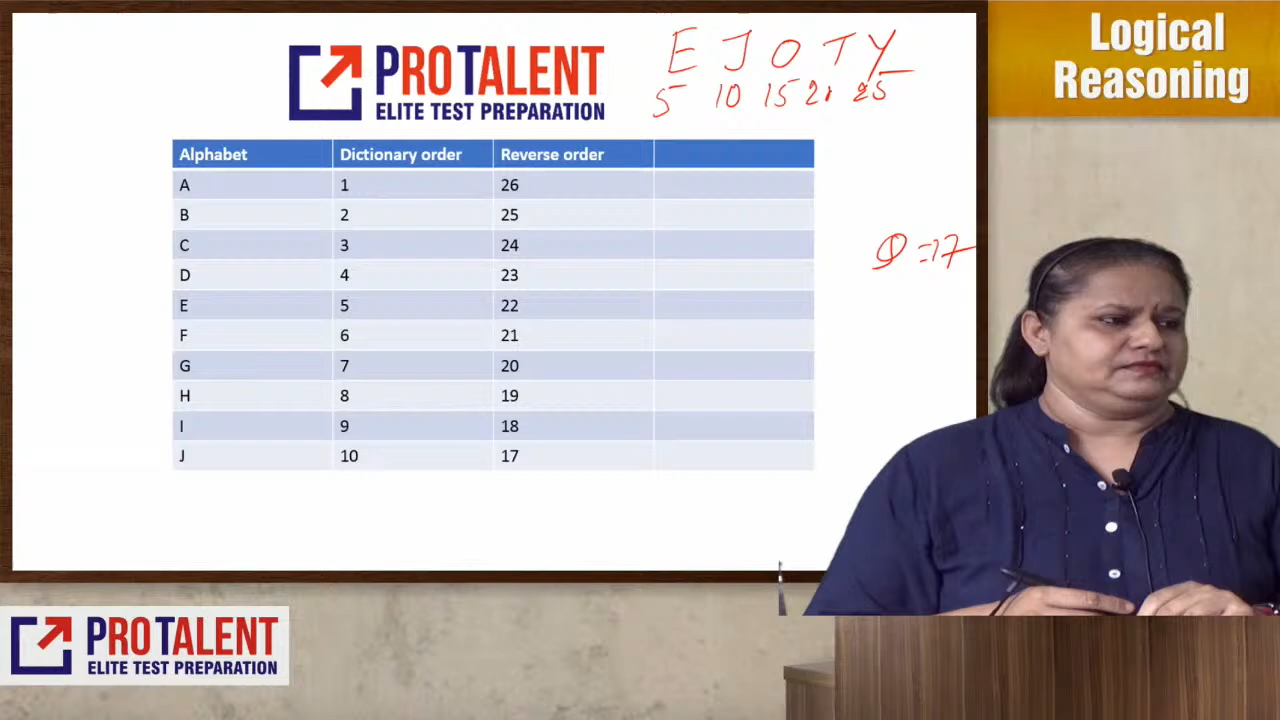 PROTALENT
ELITE TEST PREPARATION
E J O T Y
5 10 15 20 25
Logical
Reasoning
Alphabet Dictionary order Reverse order
A 1 26
B 2 25
C 3 24
D 4 23
E 5 22
F 6 21
G 7 20
H 8 19
I 9 18
J 10 17
Q = 17
PROTALENT
ELITE TEST PREPARATION